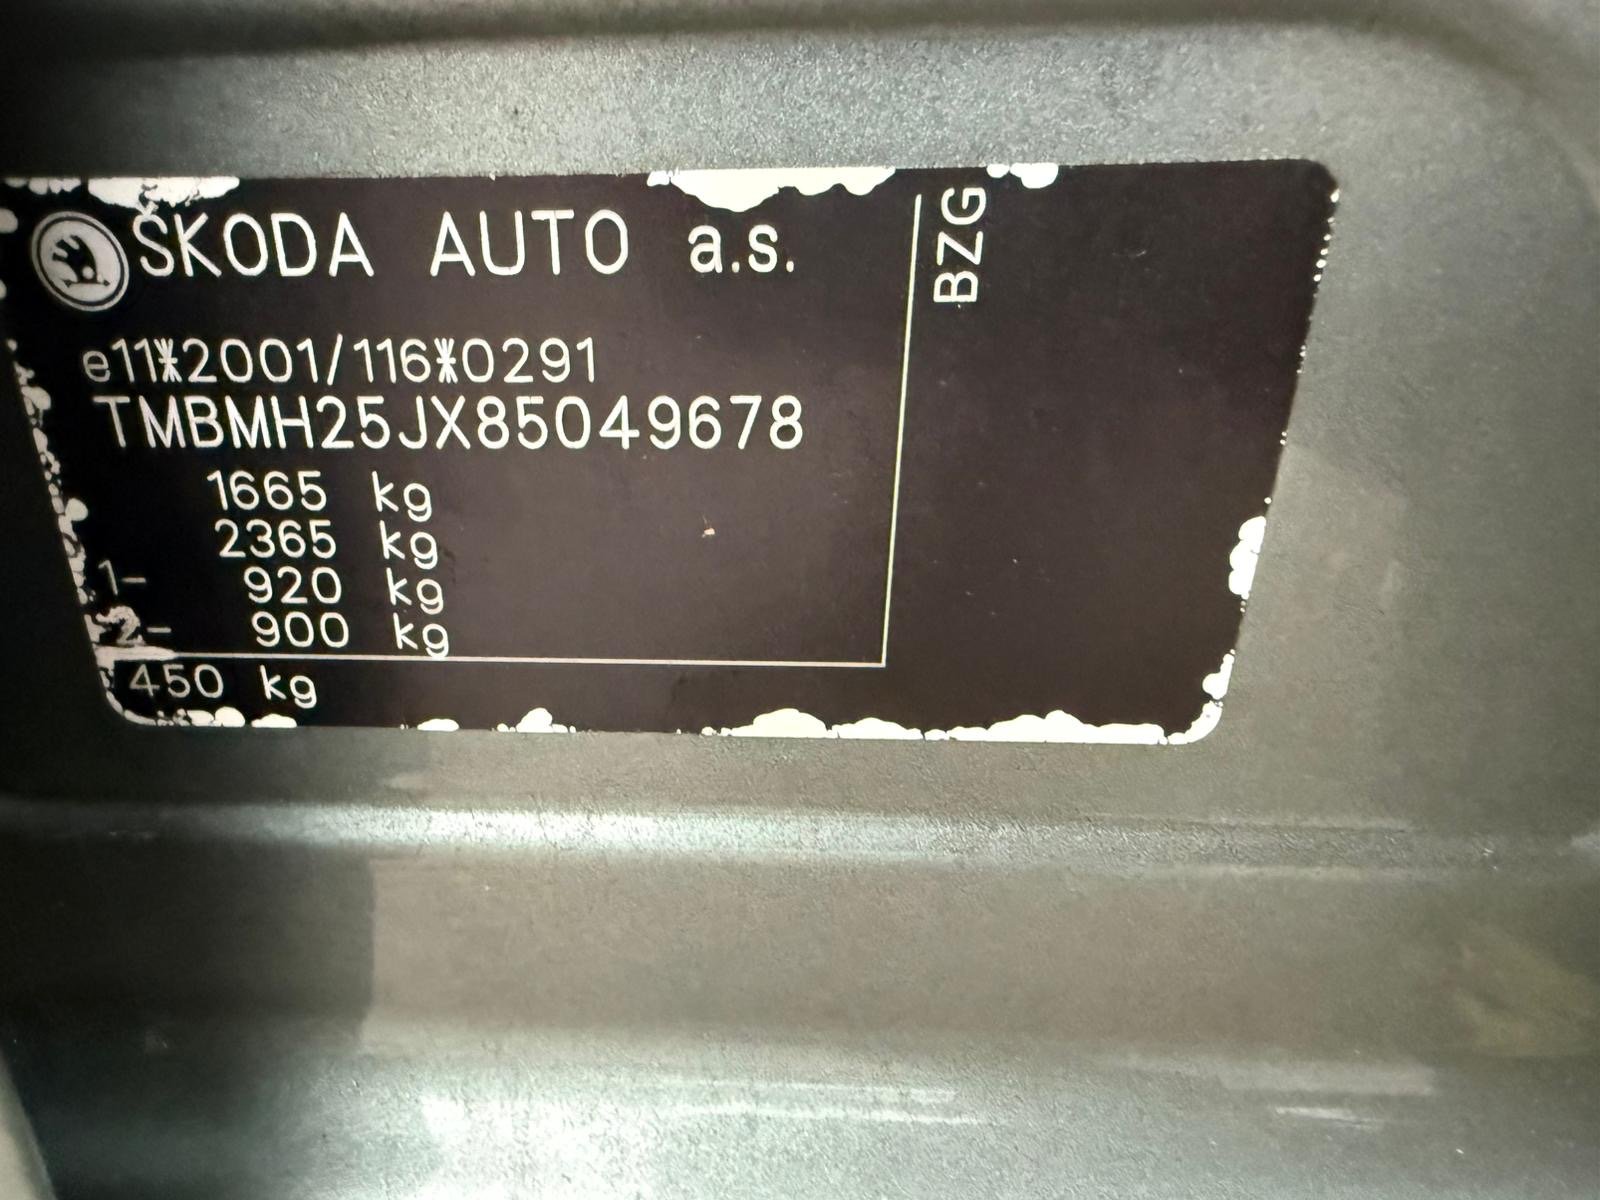 ŠKODA AUTO a.s.
e11*2001/116*0291
TMBMH25JX85049678
1665 kg
2365 kg
1- 920 kg
2- 900 kg
450 kg
BZG